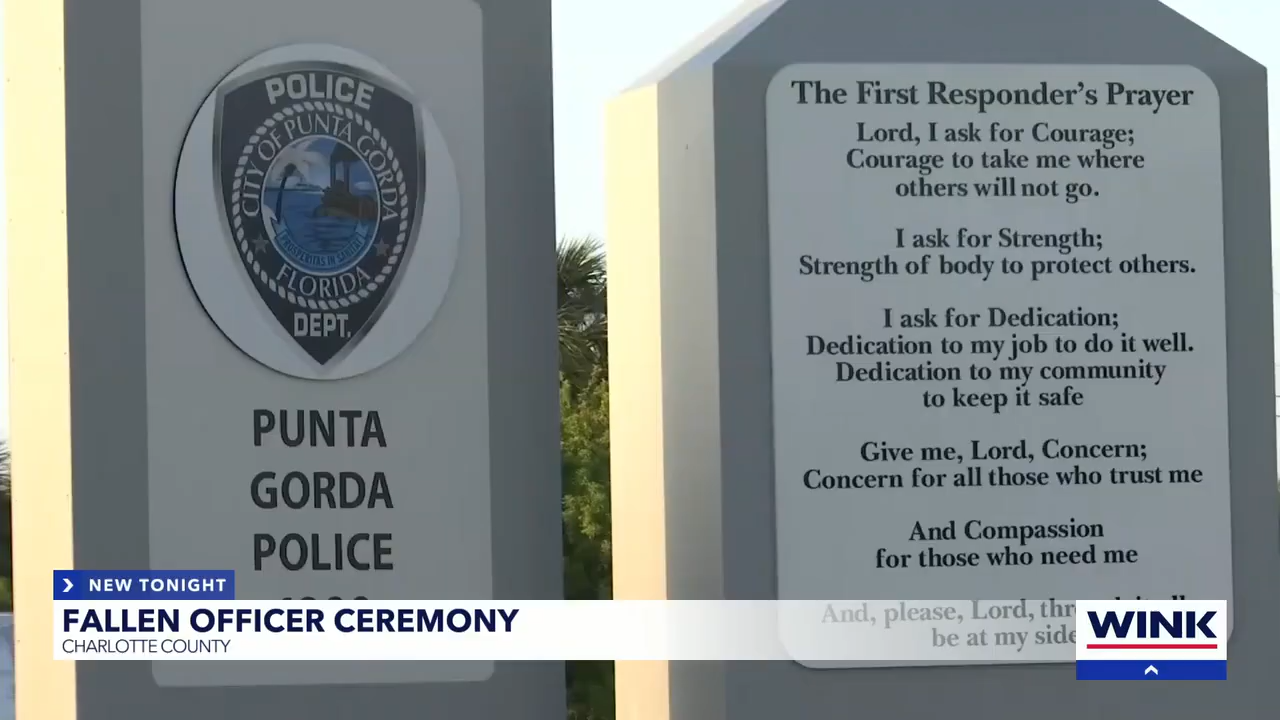 POLICE
CITY OF PUNTA GORDA
PROSPERITAS IN SANITATE
FLORIDA
DEPT.
PUNTA
GORDA
POLICE
The First Responder's Prayer
Lord, I ask for Courage;
Courage to take me where
others will not go.
I ask for Strength;
Strength of body to protect others.
I ask for Dedication;
Dedication to my job to do it well.
Dedication to my community
to keep it safe
Give me, Lord, Concern;
Concern for all those who trust me
And Compassion
for those who need me
And, please, Lord,
be at my side
NEW TONIGHT
FALLEN OFFICER CEREMONY
CHARLOTTE COUNTY
WINK